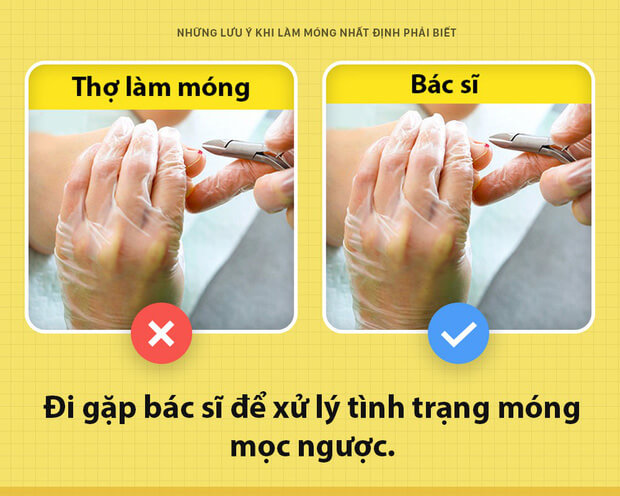 NHỮNG LƯU Ý KHI LÀM MÓNG NHẤT ĐỊNH PHẢI BIẾT
Thợ làm móng
Bác sĩ
Đi gặp bác sĩ để xử lý tình trạng móng
mọc ngược.